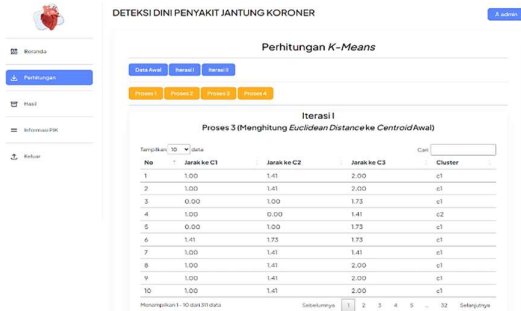 DETEKSI DINI PENYAKIT JANTUNG KORONER
admin
Beranda
Perhitungan
Hasil
Informasi PJK
Keluar
Perhitungan K-Means
Data Awal Iterasi I Iterasi II
Proses 1 Proses 2 Proses 3 Proses 4
Iterasi I
Proses 3 (Menghitung Euclidean Distance ke Centroid Awal)
Tampilkan 10 data
Cari
No Jarak ke C1 Jarak ke C2 Jarak ke C3 Cluster
1 1.00 1.41 2.00 c1
2 1.00 1.41 2.00 c1
3 0.00 1.00 1.73 c1
4 1.00 0.00 1.41 c2
5 0.00 1.00 1.73 c1
6 1.41 1.73 1.73 c1
7 1.00 1.41 1.41 c1
8 1.00 1.41 2.00 c1
9 1.00 1.41 2.00 c1
10 1.00 1.41 2.00 c1
Menampilkan 1 - 10 dari 311 data
Sebelumnya 1 2 3 4 5 ... 32 Selanjutnya